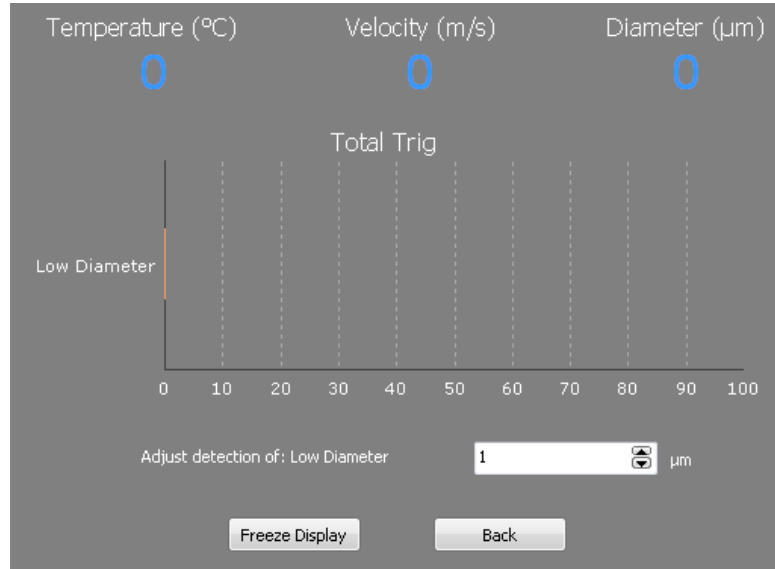 Temperature (ºC) Velocity (m/s) Diameter (µm)
0 0 0
Total Trig
Low Diameter
0 10 20 30 40 50 60 70 80 90 100
Adjust detection of: Low Diameter 1 µm
Freeze Display Back